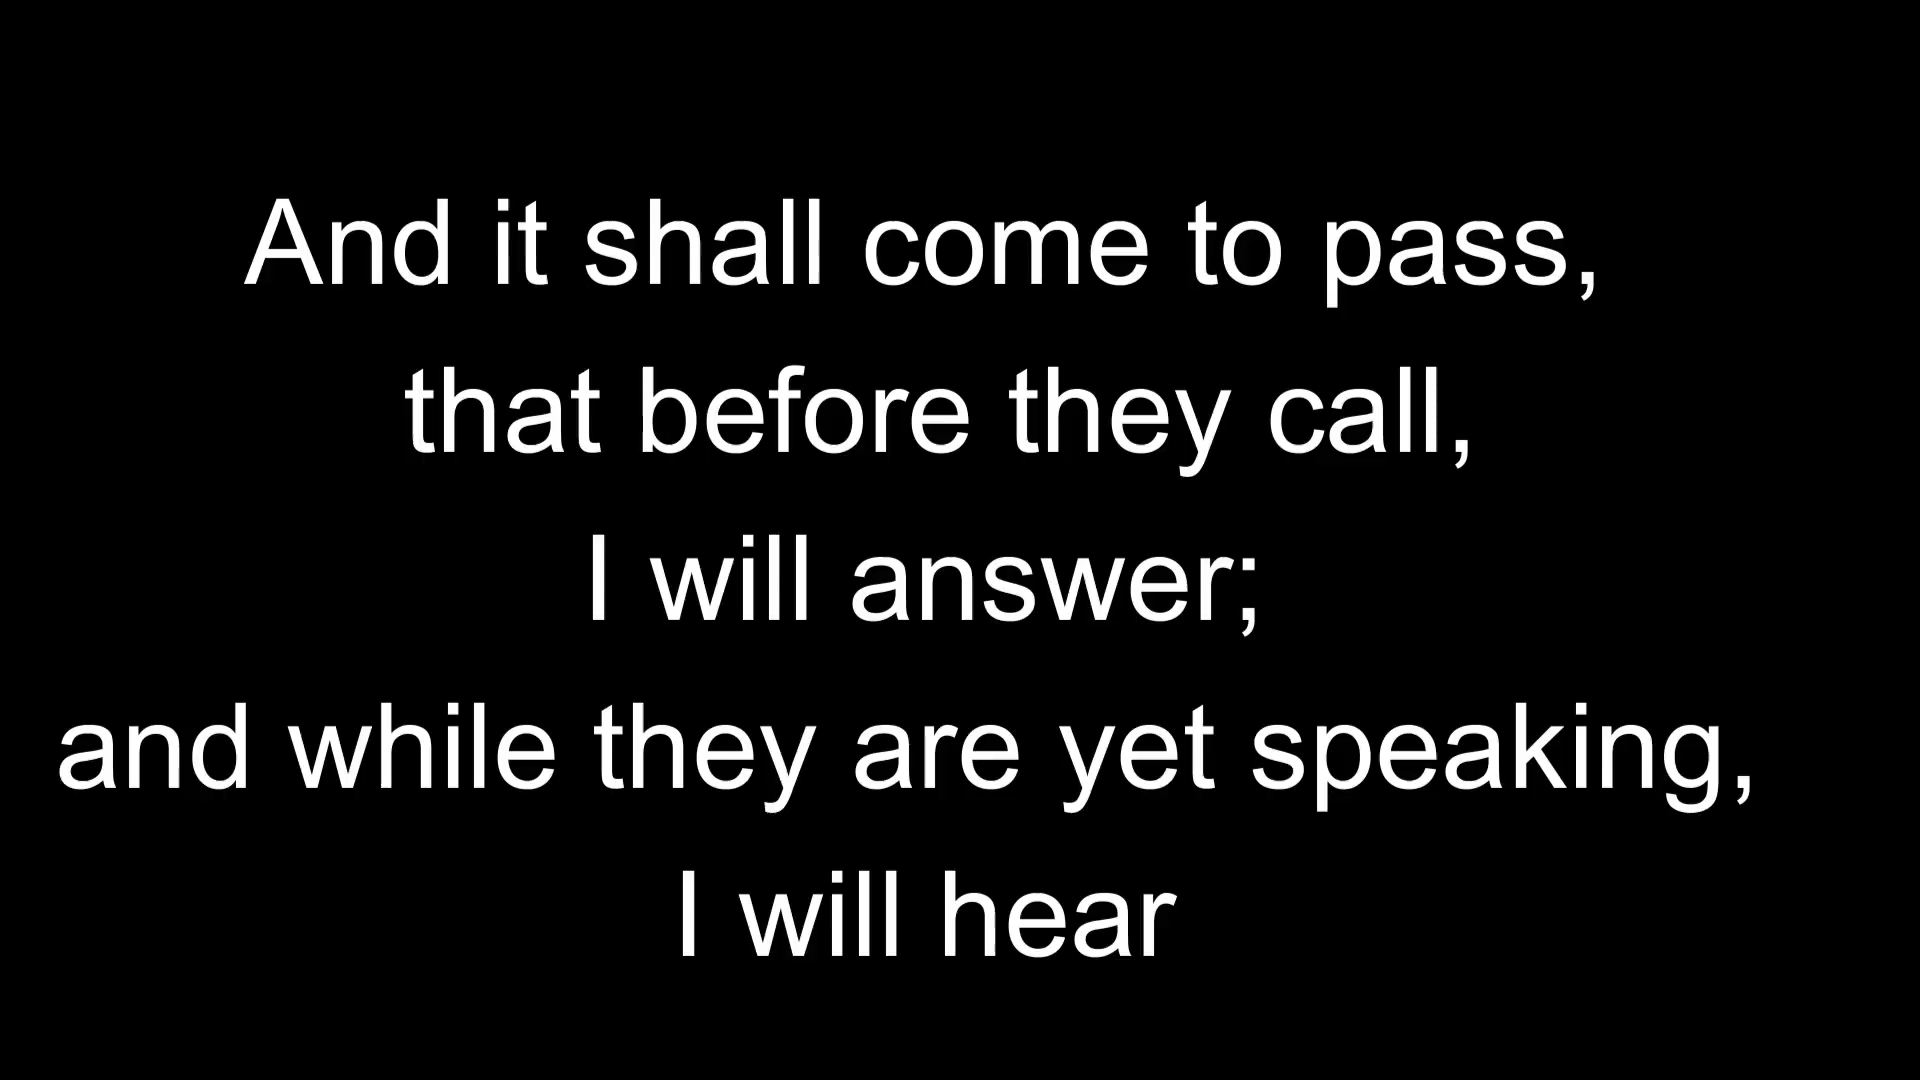 And it shall come to pass,
that before they call,
I will answer;
and while they are yet speaking,
I will hear